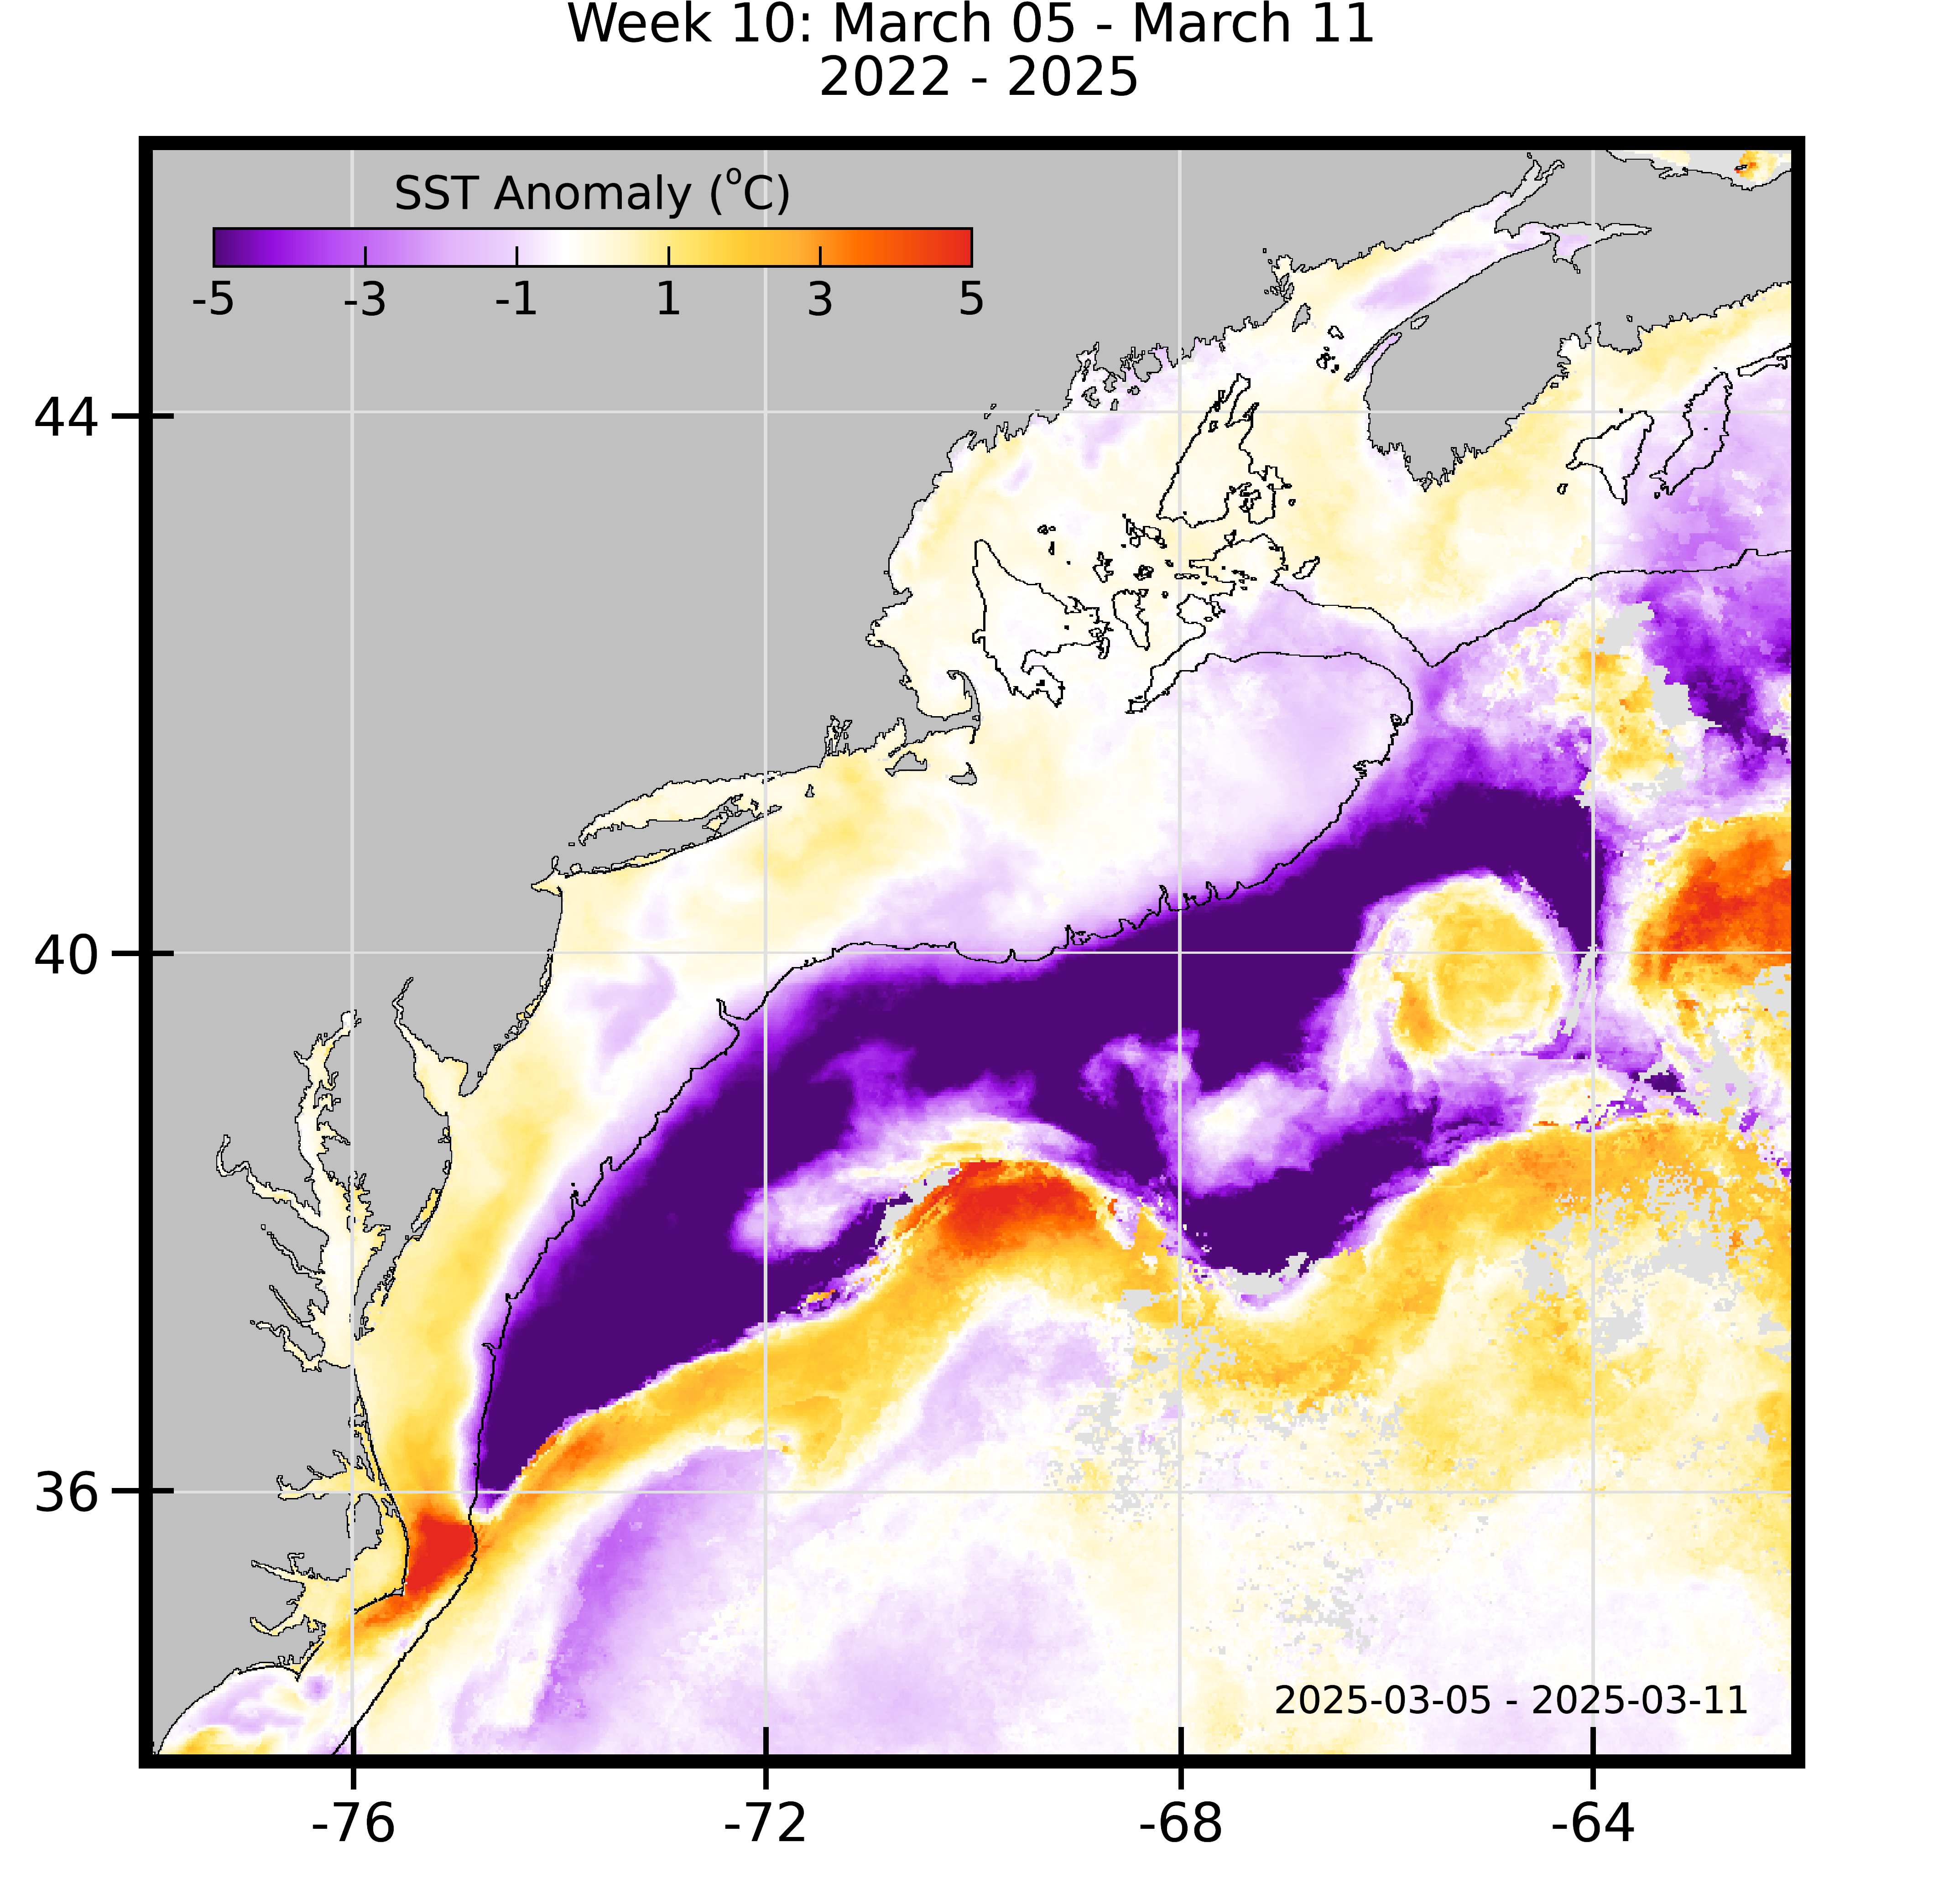 Week 10: March 05 - March 11
2022 - 2025
SST Anomaly (°C)
-5 -3 -1 1 3 5
44
40
36
2025-03-05 - 2025-03-11
-76 -72 -68 -64